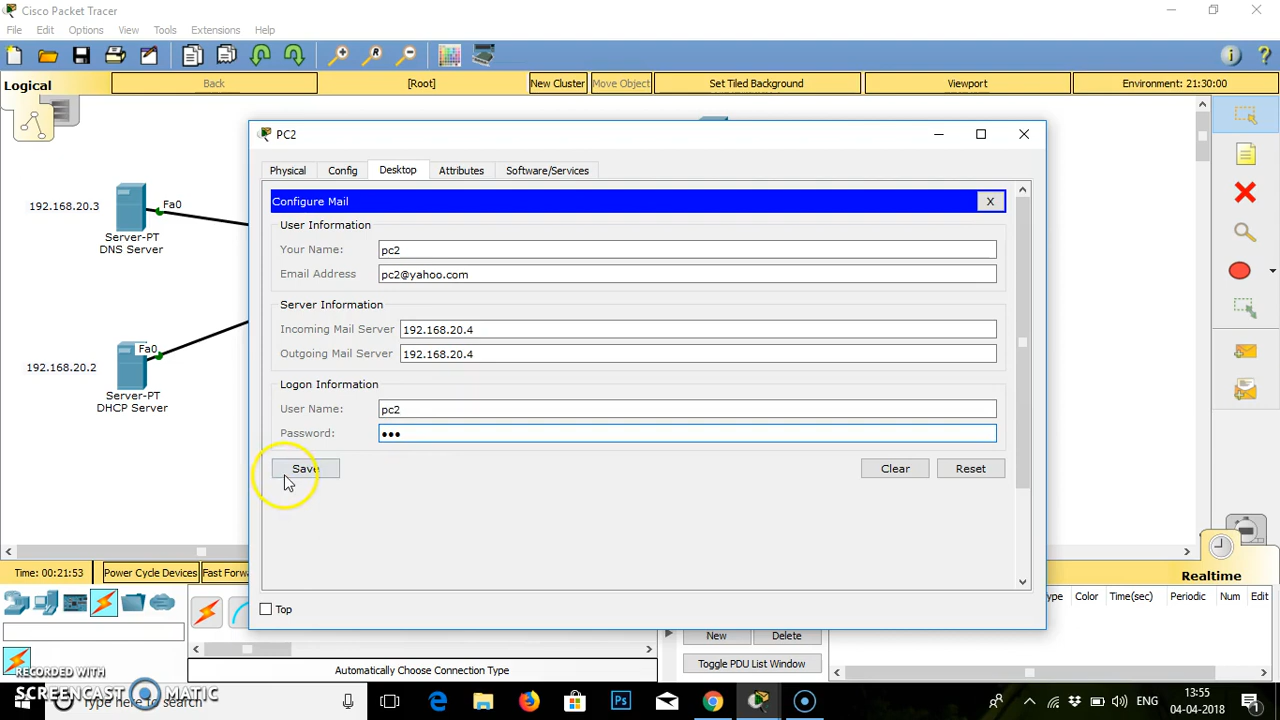 Cisco Packet Tracer
File Edit Options View Tools Extensions Help
Logical Back [Root] New Cluster Move Object Set Tiled Background Viewport Environment: 21:30:00
PC2
Physical Config Desktop Attributes Software/Services
Configure Mail X
User Information
Your Name: pc2
Email Address pc2@yahoo.com
Server Information
Incoming Mail Server 192.168.20.4
Outgoing Mail Server 192.168.20.4
Logon Information
User Name: pc2
Password: •••
Save Clear Reset
Top
192.168.20.3 Fa0
Server-PT
DNS Server
192.168.20.2 Fa0
Server-PT
DHCP Server
Time: 00:21:53 Power Cycle Devices Fast Forw Realtime
Color Time(sec) Periodic Num Edit
New Delete
Toggle PDU List Window
Automatically Choose Connection Type
RECORDED WITH
SCREENCAST MATIC
Type here to search
ENG 13:55
04-04-2018